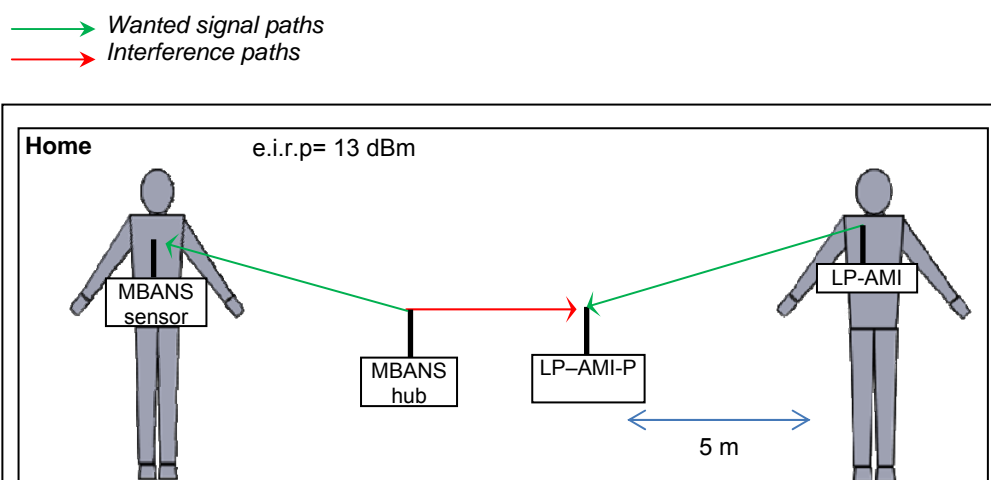 Wanted signal paths
Interference paths
Home
e.i.r.p= 13 dBm
MBANS
sensor
LP-AMI
MBANS
hub
LP–AMI-P
5 m